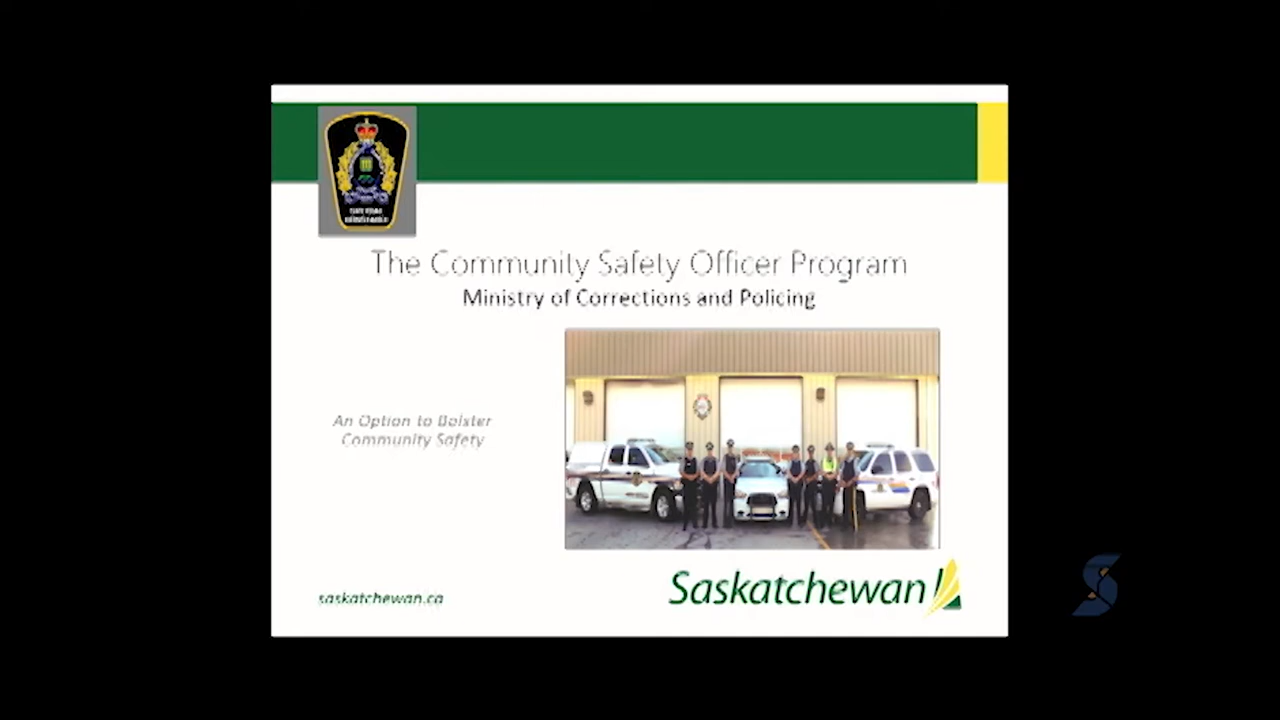 The Community Safety Officer Program
Ministry of Corrections and Policing
An Option to Bolster
Community Safety
saskatchewan.ca
Saskatchewan